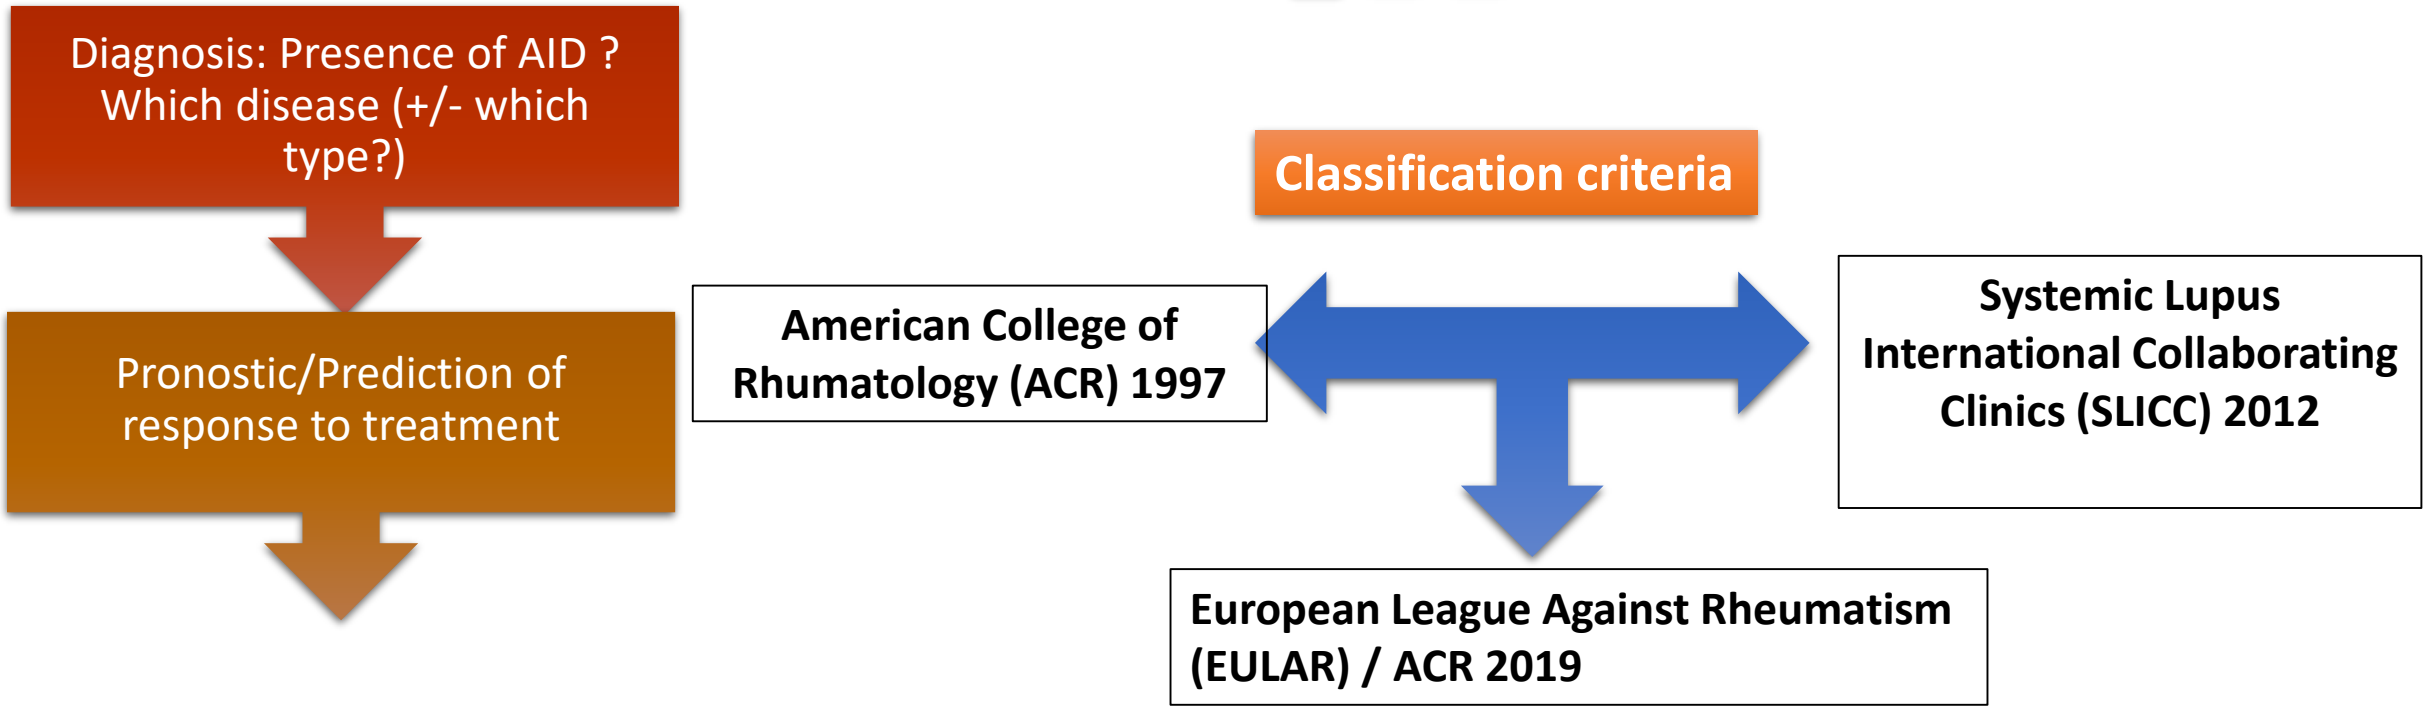 Diagnosis: Presence of AID ?
Which disease (+/- which
type?)
Pronostic/Prediction of
response to treatment
Classification criteria
American College of
Rhumatology (ACR) 1997
Systemic Lupus
International Collaborating
Clinics (SLICC) 2012
European League Against Rheumatism
(EULAR) / ACR 2019